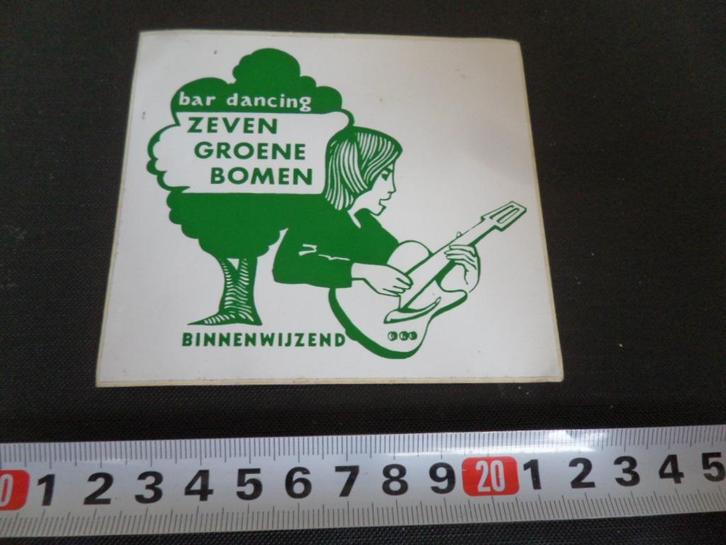 bar dancing
ZEVEN
GROENE
BOMEN
BINNENWIJZEND
0 1 2 3 4 5 6 7 8 9 20 1 2 3 4 5